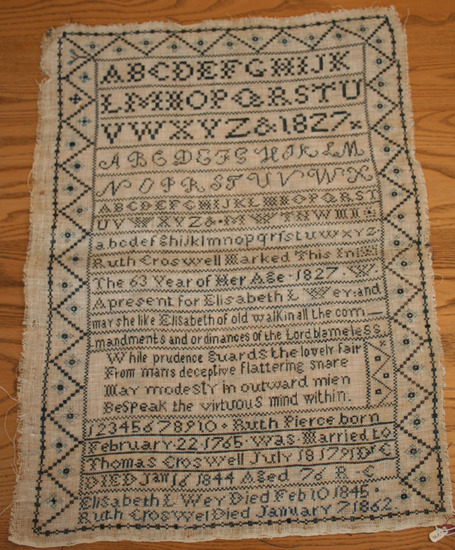 ABCDEFGHIJK
LMNOPQRSTU
VWXYZ&1827
ABCDEFGHIKLM
NOPRSTUVWX
ABCDEFGHIJKLMNOPQRST
UVWXYZ&
abcdefghijklmnopqrstuwxyz
Ruth Croswell Marked This In
The 63 Year of Her Age 1827 W
A present for Elisabeth L Wey and
may she like Elisabeth of old walk in all the com
mandments and ordinances of the Lord blameless
While prudence guards the lovely fair
From mans deceptive flattering snare
May modesty in outward mien
Bespeak the virtuous mind within.
12345678910 Ruth Pierce born
February 22 1765 Was Married to
Thomas Croswell July 18 1791 Dr C
DIED Jan 16 1844 Aged 76 R C
Elisabeth L Wey Died Feb 10 1845
Ruth Croswel Died January 7 1862